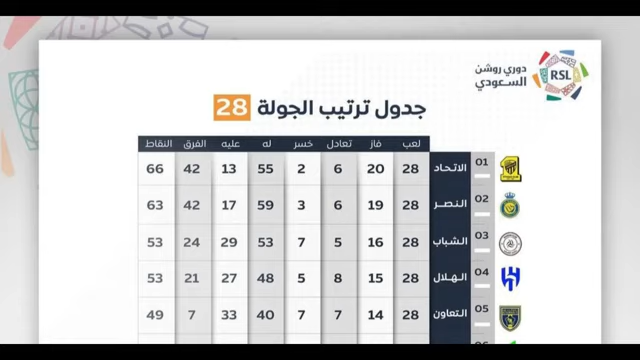 دوري روشن
السعودي
RSL
جدول ترتيب الجولة 28
لعب فاز تعادل خسر له عليه الفرق النقاط
01 الاتحاد 28 20 6 2 55 13 42 66
02 النصر 28 19 6 3 59 17 42 63
03 الشباب 28 16 5 7 53 29 24 53
04 الهلال 28 15 8 5 48 27 21 53
05 التعاون 28 14 7 7 40 33 7 49